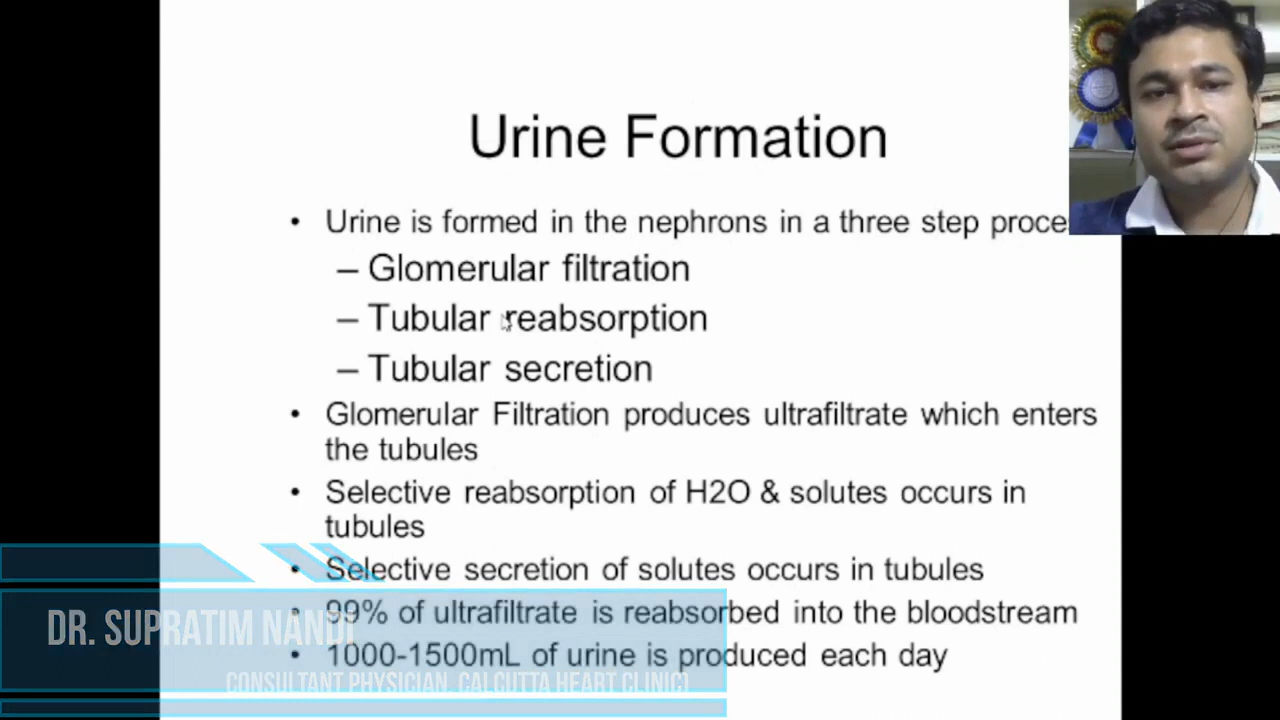 Urine Formation
• Urine is formed in the nephrons in a three step proce
– Glomerular filtration
– Tubular reabsorption
– Tubular secretion
• Glomerular Filtration produces ultrafiltrate which enters
the tubules
• Selective reabsorption of H2O & solutes occurs in
tubules
• Selective secretion of solutes occurs in tubules
• 99% of ultrafiltrate is reabsorbed into the bloodstream
• 1000-1500mL of urine is produced each day
DR. SUPRATIM NANDI
CONSULTANT PHYSICIAN, CALCUTTA HEART CLINIC)